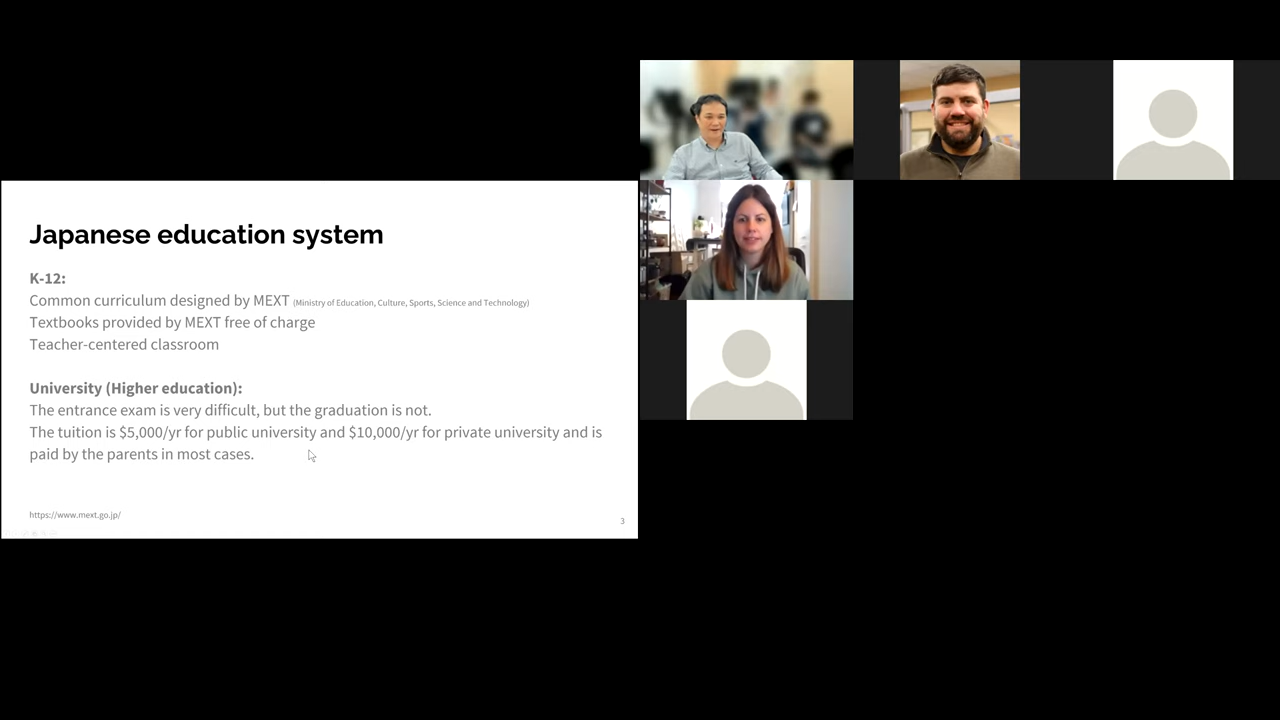 Japanese education system
K-12:
Common curriculum designed by MEXT (Ministry of Education, Culture, Sports, Science and Technology)
Textbooks provided by MEXT free of charge
Teacher-centered classroom
University (Higher education):
The entrance exam is very difficult, but the graduation is not.
The tuition is $5,000/yr for public university and $10,000/yr for private university and is
paid by the parents in most cases.
https://www.mext.go.jp/
3